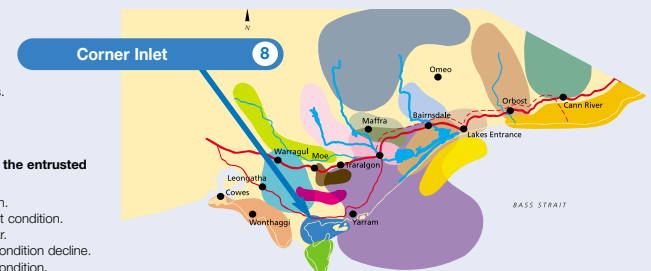 N
Corner Inlet 8
s.
the entrusted
n.
t condition.
r.
ondition decline.
ondition.
Omeo
Orbost
Cann River
Bairnsdale
Maffra
Lakes Entrance
Warragul
Moe
Traralgon
Leongatha
Cowes
Wonthaggi
Yarram
BASS STRAIT